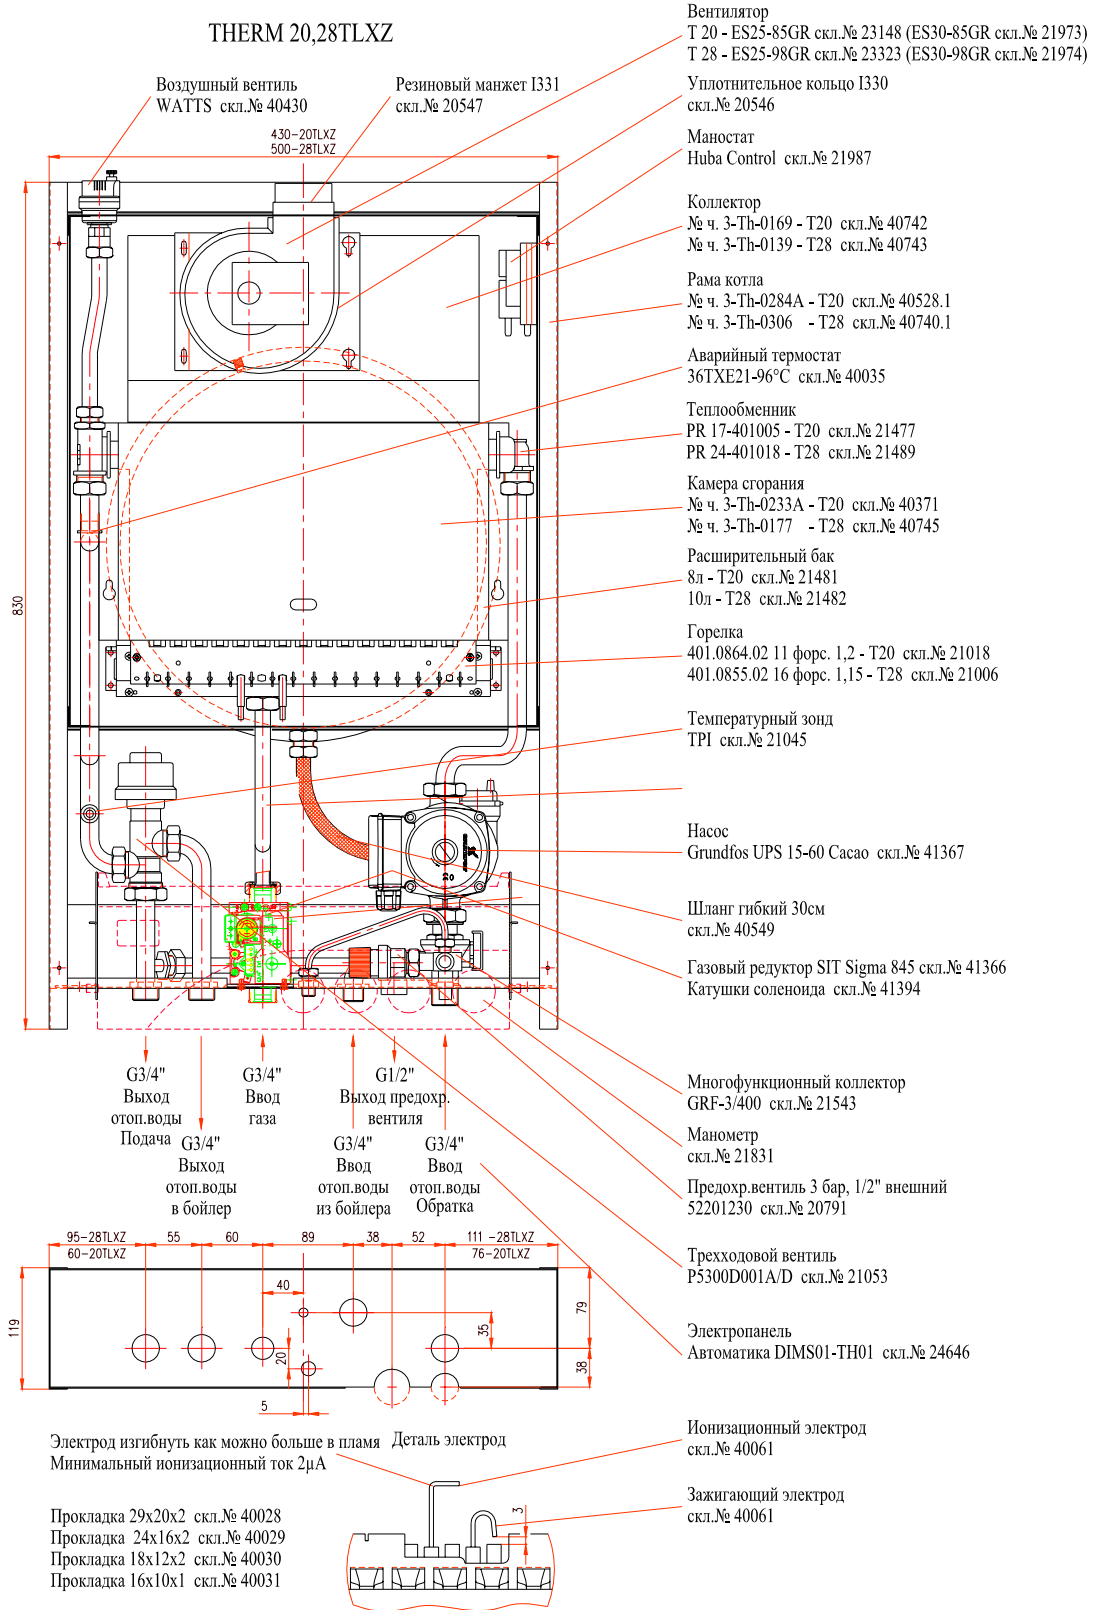 THERM 20,28TLXZ
Воздушный вентиль
WATTS скл.№ 40430
Резиновый манжет I331
скл.№ 20547
430-20TLXZ
500-28TLXZ
830
Вентилятор
T 20 - ES25-85GR скл.№ 23148 (ES30-85GR скл.№ 21973)
T 28 - ES25-98GR скл.№ 23323 (ES30-98GR скл.№ 21974)
Уплотнительное кольцо I330
скл.№ 20546
Маностат
Huba Control скл.№ 21987
Коллектор
№ ч. 3-Th-0169 - T20 скл.№ 40742
№ ч. 3-Th-0139 - T28 скл.№ 40743
Рама котла
№ ч. 3-Th-0284A - T20 скл.№ 40528.1
№ ч. 3-Th-0306 - T28 скл.№ 40740.1
Аварийный термостат
36TXE21-96°C скл.№ 40035
Теплообменник
PR 17-401005 - T20 скл.№ 21477
PR 24-401018 - T28 скл.№ 21489
Камера сгорания
№ ч. 3-Th-0233A - T20 скл.№ 40371
№ ч. 3-Th-0177 - T28 скл.№ 40745
Расширительный бак
8л - T20 скл.№ 21481
10л - T28 скл.№ 21482
Горелка
401.0864.02 11 форс. 1,2 - T20 скл.№ 21018
401.0855.02 16 форс. 1,15 - T28 скл.№ 21006
Температурный зонд
TPI скл.№ 21045
Насос
Grundfos UPS 15-60 Cacao скл.№ 41367
Шланг гибкий 30см
скл.№ 40549
Газовый редуктор SIT Sigma 845 скл.№ 41366
Катушки соленоида скл.№ 41394
Многофункционный коллектор
GRF-3/400 скл.№ 21543
Манометр
скл.№ 21831
Предохр.вентиль 3 бар, 1/2" внешний
52201230 скл.№ 20791
Трехходовой вентиль
P5300D001A/D скл.№ 21053
Электропанель
Автоматика DIMS01-TH01 скл.№ 24646
G3/4"
Выход
отоп.воды
Подача
G3/4"
Выход
отоп.воды
в бойлер
G3/4"
Ввод
газа
G1/2"
Выход предохр.
вентиля
G3/4"
Ввод
отоп.воды
из бойлера
G3/4"
Ввод
отоп.воды
Обратка
95-28TLXZ 55 60 89 38 52 111 -28TLXZ
60-20TLXZ 76-20TLXZ
40
119
79
35
20
38
5
Электрод изгибнуть как можно больше в пламя
Минимальный ионизационный ток 2µA
Деталь электрод
Ионизационный электрод
скл.№ 40061
Зажигающий электрод
скл.№ 40061
3
Прокладка 29x20x2 скл.№ 40028
Прокладка 24x16x2 скл.№ 40029
Прокладка 18x12x2 скл.№ 40030
Прокладка 16x10x1 скл.№ 40031